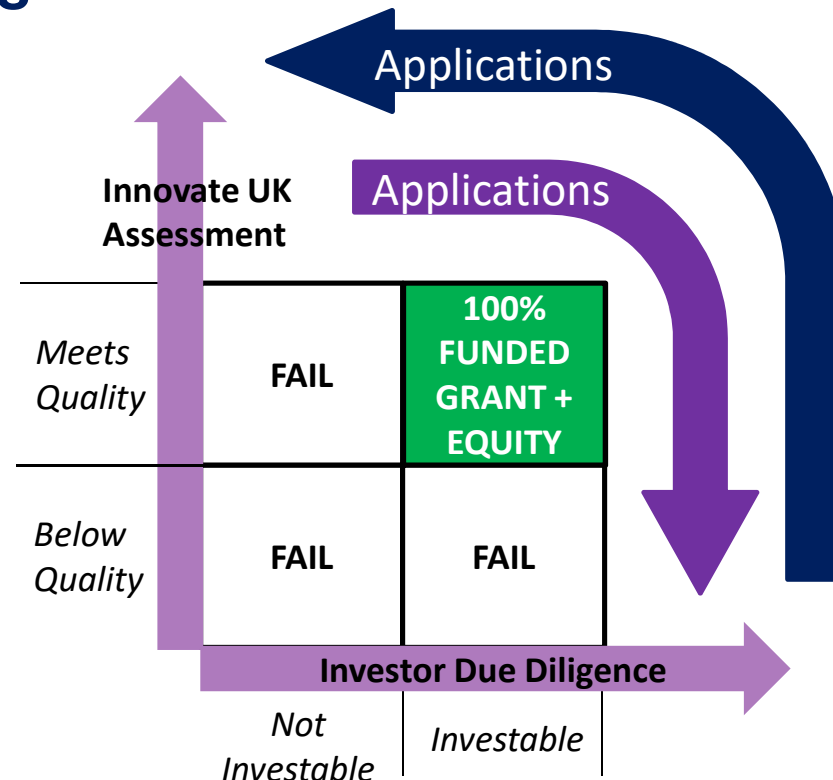 Applications
Applications
Innovate UK
Assessment
Meets
Quality
FAIL
100%
FUNDED
GRANT +
EQUITY
Below
Quality
FAIL
FAIL
Investor Due Diligence
Not
Investable
Investable